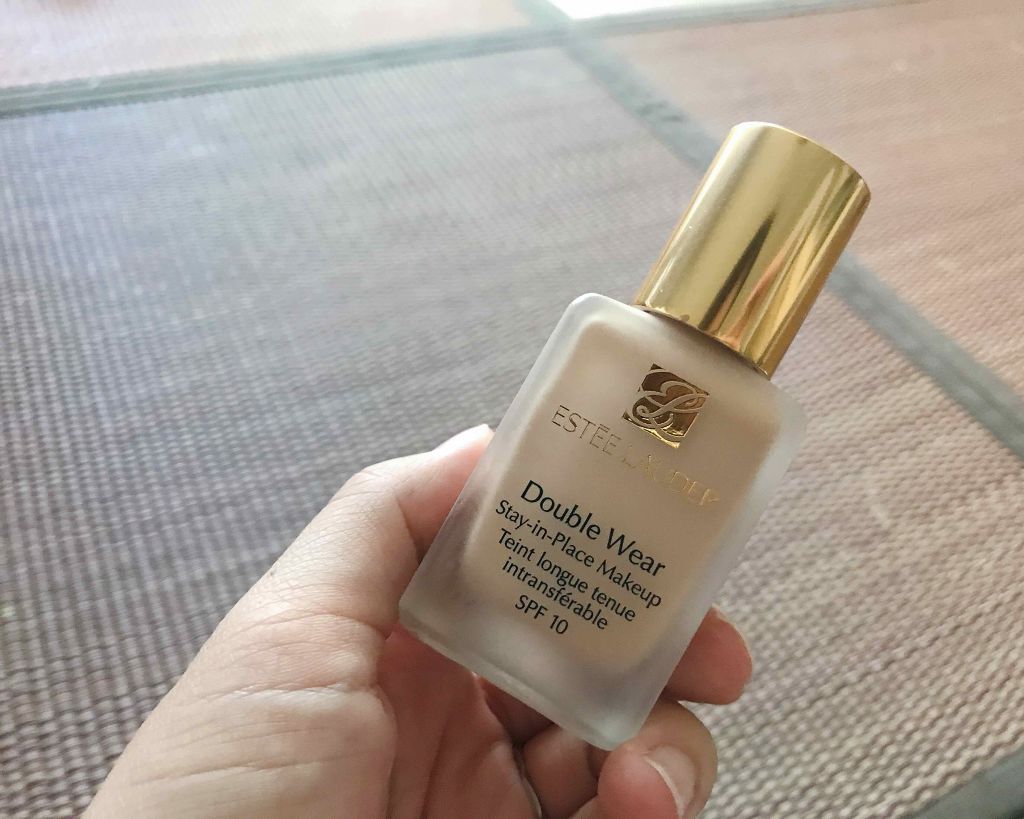 ESTĒE LAUDER
Double Wear
Stay-in-Place Makeup
Teint longue tenue
intransférable
SPF 10